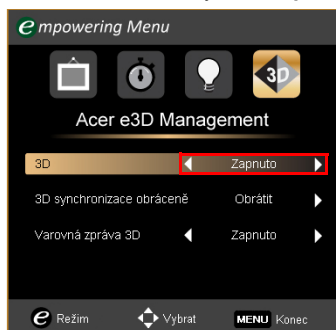 e mpowering Menu
3D
Acer e3D Management
3D Zapnuto
3D synchronizace obráceně Obrátit
Varovná zpráva 3D Zapnuto
e Režim Vybrat MENU Konec